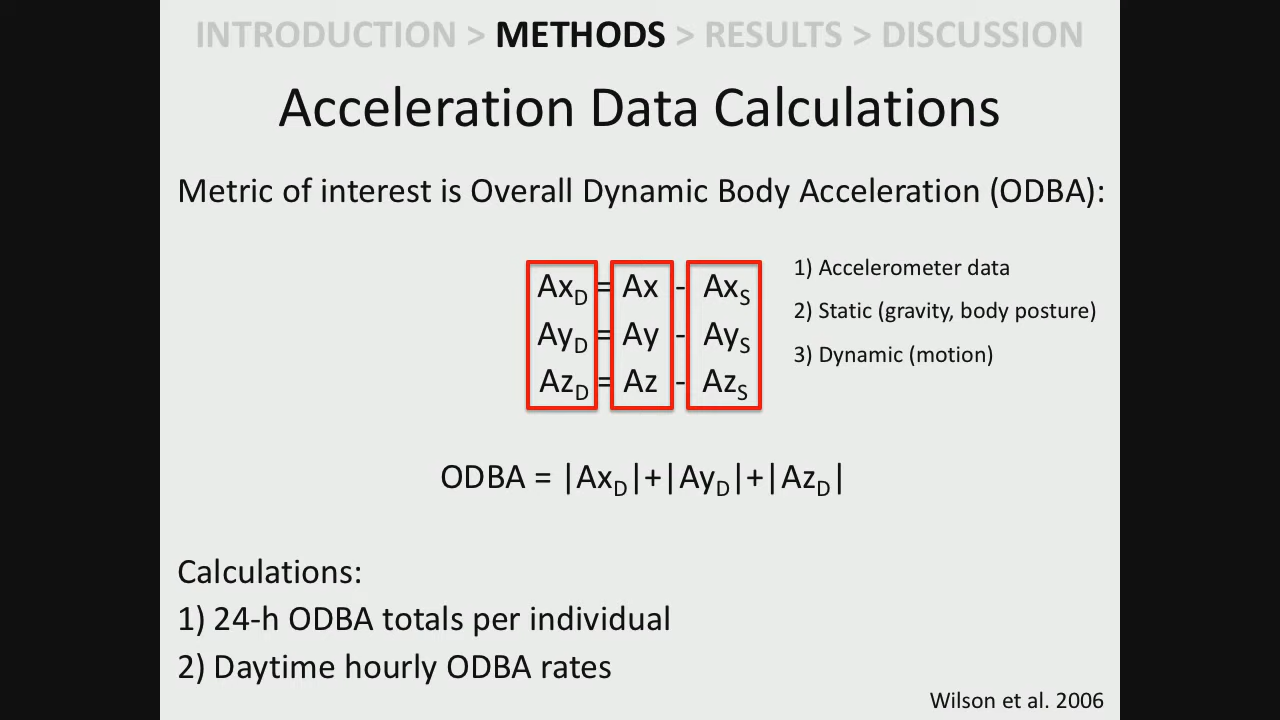 INTRODUCTION > METHODS > RESULTS > DISCUSSION
Acceleration Data Calculations
Metric of interest is Overall Dynamic Body Acceleration (ODBA):
AxD = Ax - AxS
AyD = Ay - AyS
AzD = Az - AzS
1) Accelerometer data
2) Static (gravity, body posture)
3) Dynamic (motion)
ODBA = |AxD|+|AyD|+|AzD|
Calculations:
1) 24-h ODBA totals per individual
2) Daytime hourly ODBA rates
Wilson et al. 2006